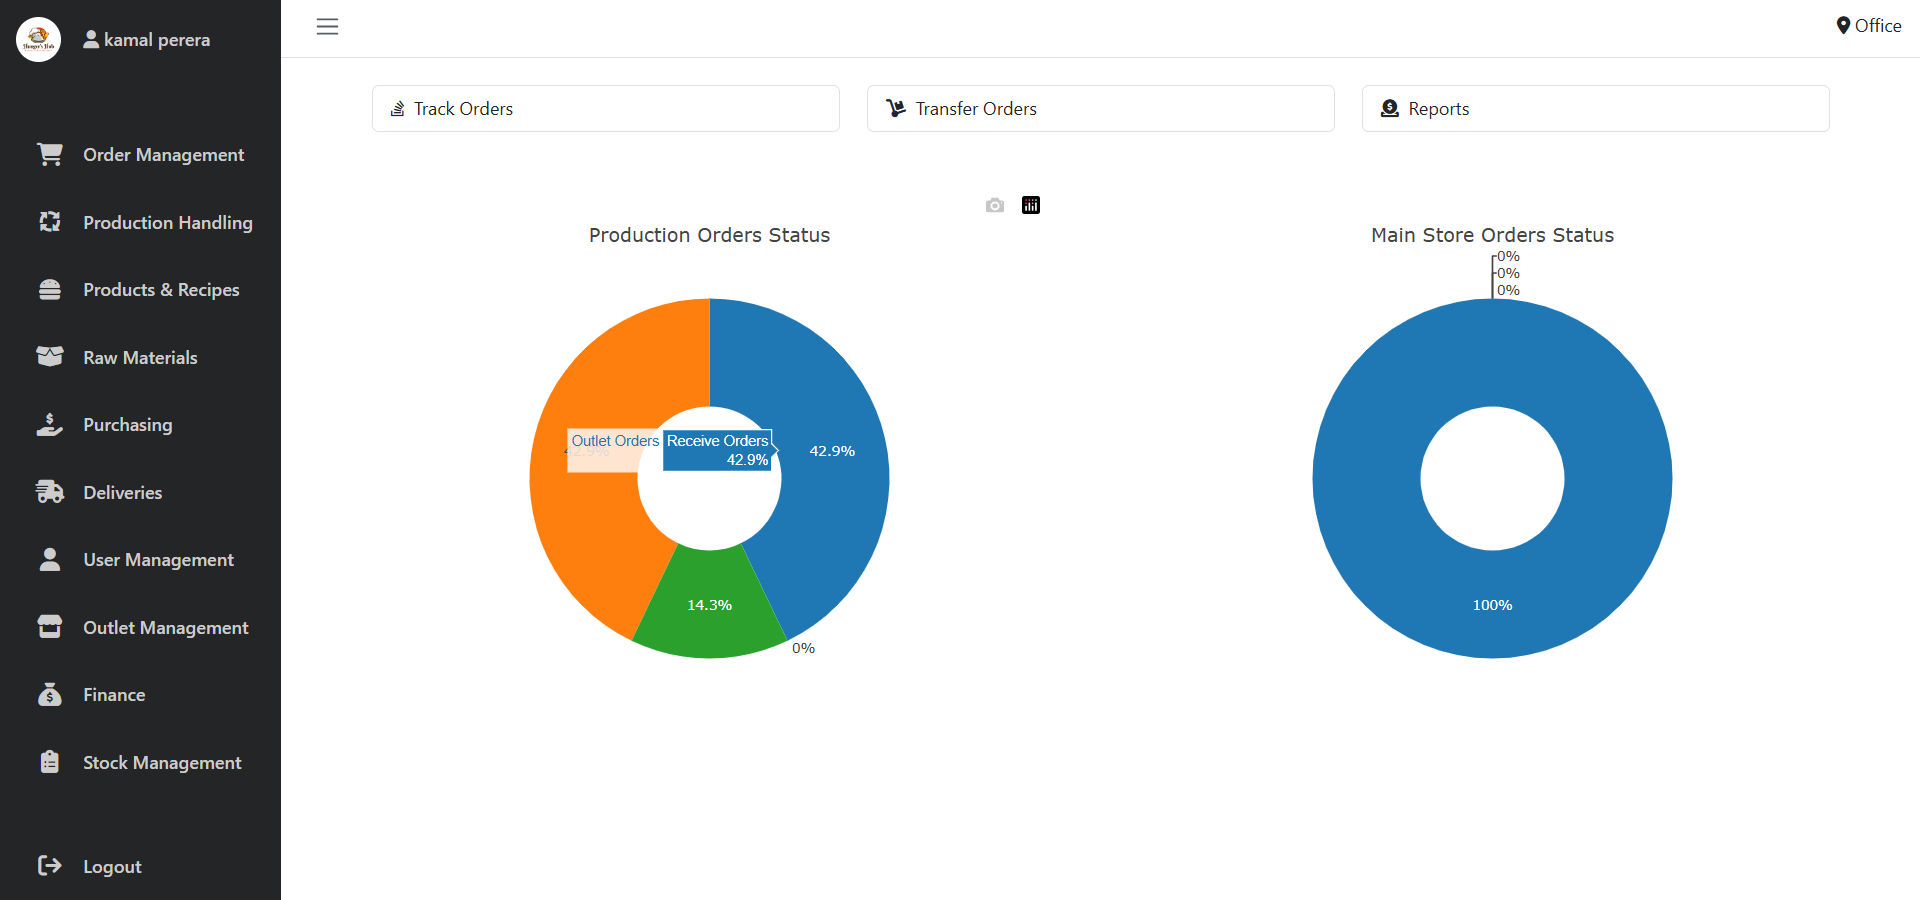 Hunger's Hub
kamal perera
Office
Order Management
Production Handling
Products & Recipes
Raw Materials
Purchasing
Deliveries
User Management
Outlet Management
Finance
Stock Management
Logout
Track Orders
Transfer Orders
Reports
Production Orders Status
42.9%
Outlet Orders
Receive Orders
42.9%
42.9%
14.3%
0%
Main Store Orders Status
0%
0%
0%
100%